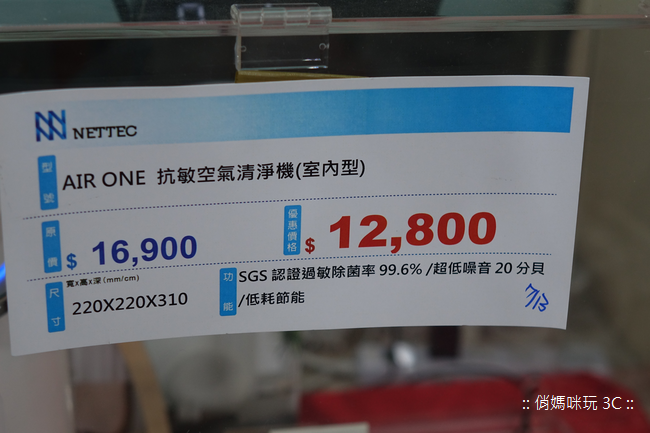 NETTEC
型號 AIR ONE 抗敏空氣清淨機(室內型)
原價 $ 16,900
優惠價格 $ 12,800
尺寸 寬x高x深(mm/cm)
220X220X310
功能 SGS 認證過敏除菌率 99.6% /超低噪音 20 分貝
/低耗節能
7/13
:: 俏媽咪玩 3C ::